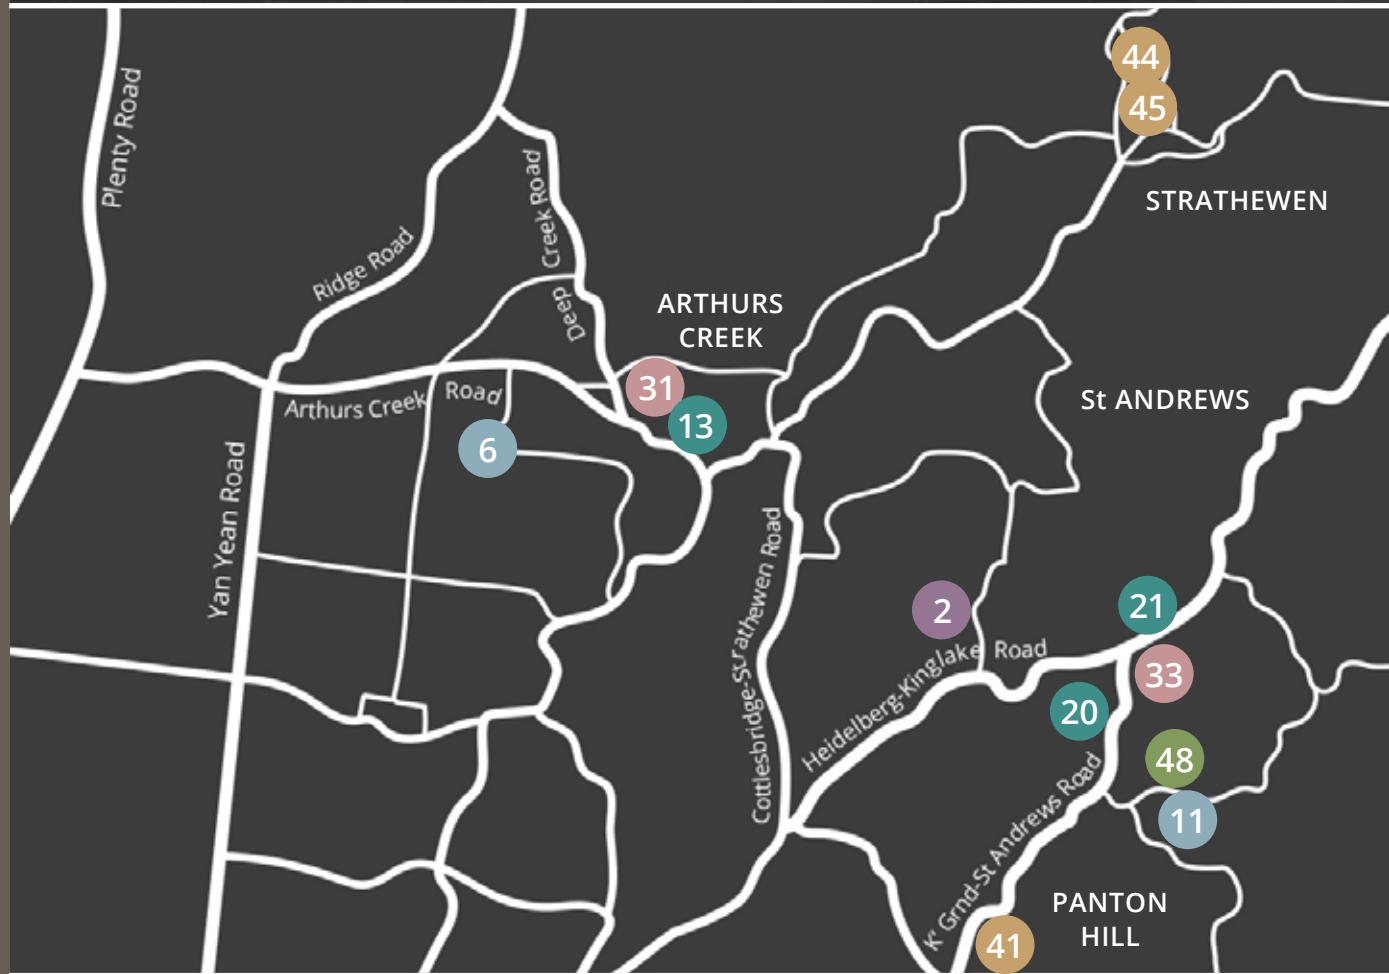 44
45
Plenty Road
STRATHEWEN
Deep Creek Road
Ridge Road
ARTHURS
CREEK
31
Arthurs Creek Road
St ANDREWS
13
6
Yan Yean Road
Cottlesbridge-Strathewen Road
2
21
Heidelberg-Kinglake Road
33
20
48
11
K' Grnd-St Andrews Road
PANTON
HILL
41